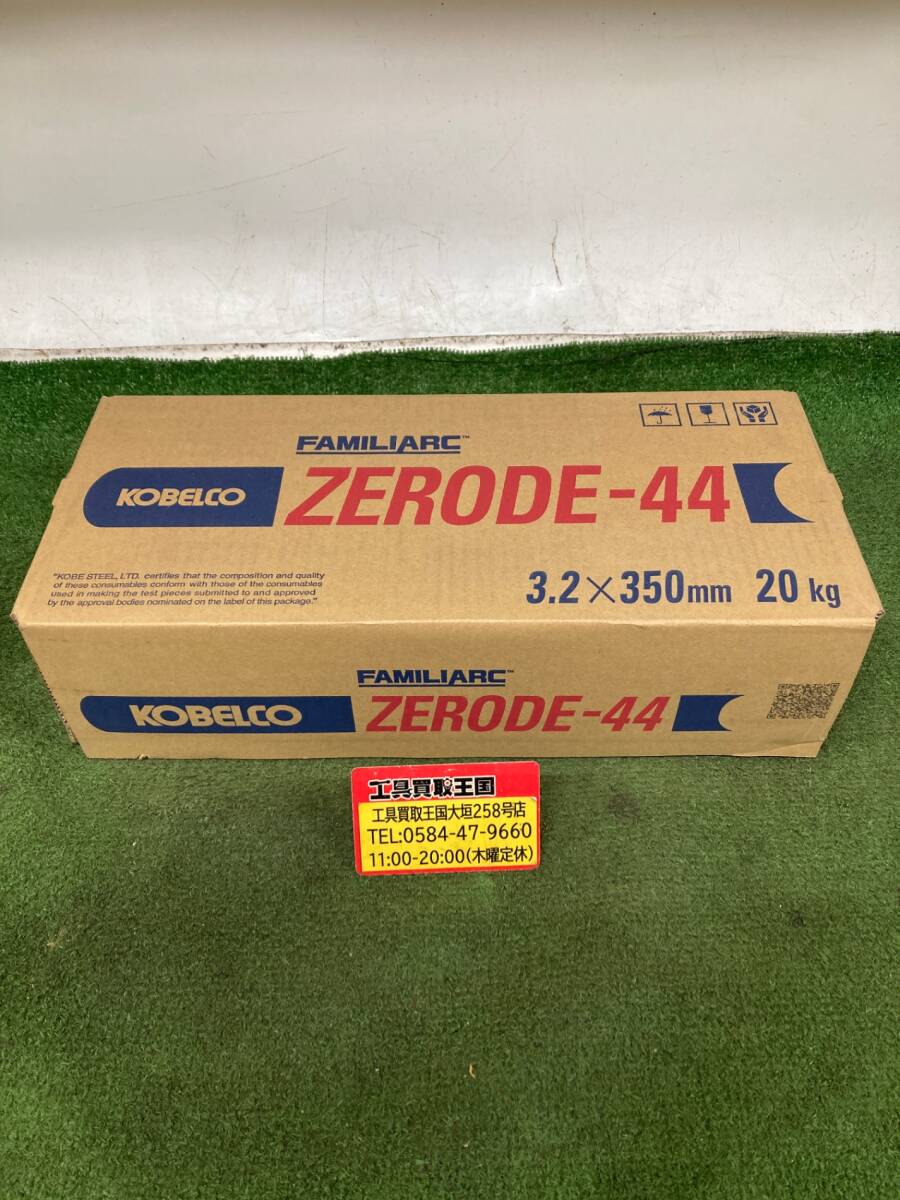 FAMILIARC™
KOBELCO
ZERODE-44
"KOBE STEEL, LTD. certifies that the composition and quality
of these consumables conform with those of the consumables
used in making the test pieces submitted to and approved
by the approval bodies nominated on the label of this package."
3.2×350mm 20kg
FAMILIARC™
KOBELCO
ZERODE-44
工具買取王国
工具買取王国大垣258号店
TEL:0584-47-9660
11:00-20:00(木曜定休)